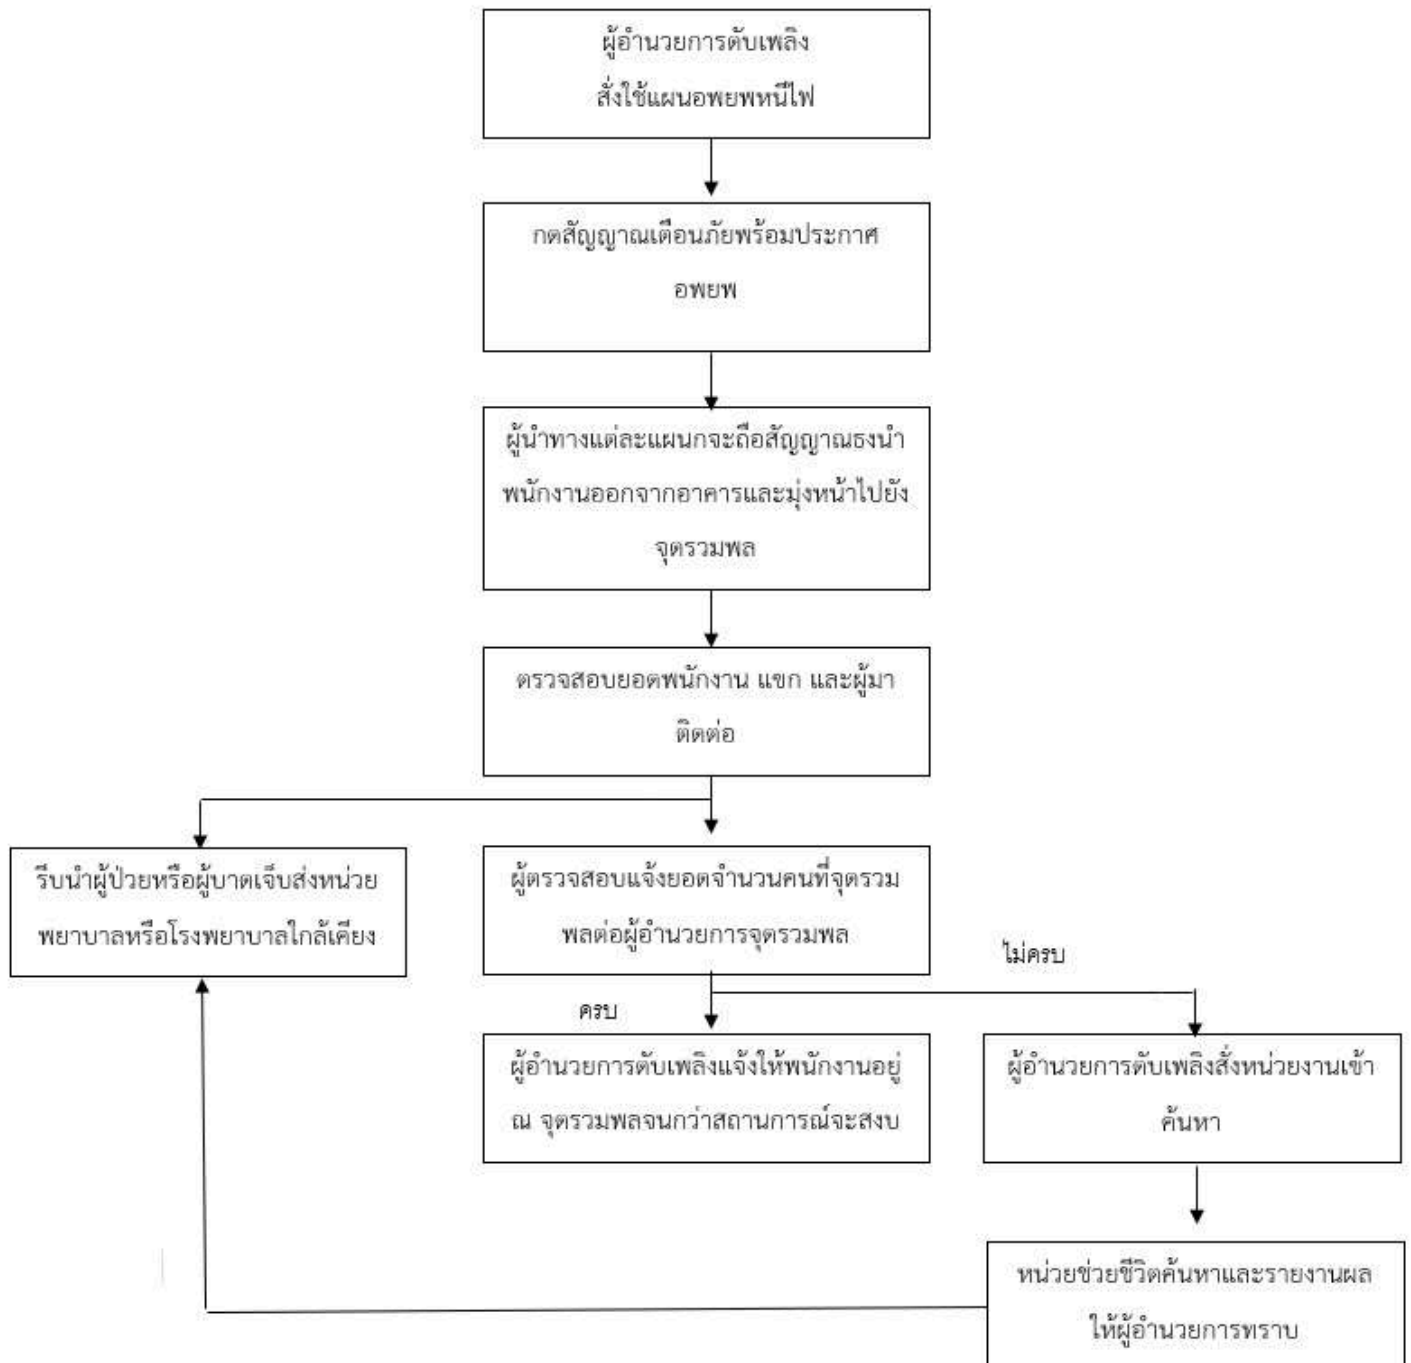 ผู้อำนวยการดับเพลิง
สั่งใช้แผนอพยพหนีไฟ
กดสัญญาณเตือนภัยพร้อมประกาศ
อพยพ
ผู้นำทางแต่ละแผนกจะถือสัญญาณธงนำ
พนักงานออกจากอาคารและมุ่งหน้าไปยัง
จุดรวมพล
ตรวจสอบยอดพนักงาน แขก และผู้มา
ติดต่อ
รีบนำผู้ป่วยหรือผู้บาดเจ็บส่งหน่วย
พยาบาลหรือโรงพยาบาลใกล้เคียง
ผู้ตรวจสอบแจ้งยอดจำนวนคนที่จุดรวม
พลต่อผู้อำนวยการจุดรวมพล
ไม่ครบ
ครบ
ผู้อำนวยการดับเพลิงแจ้งให้พนักงานอยู่
ณ จุดรวมพลจนกว่าสถานการณ์จะสงบ
ผู้อำนวยการดับเพลิงสั่งหน่วยงานเข้า
ค้นหา
หน่วยช่วยชีวิตค้นหาและรายงานผล
ให้ผู้อำนวยการทราบ